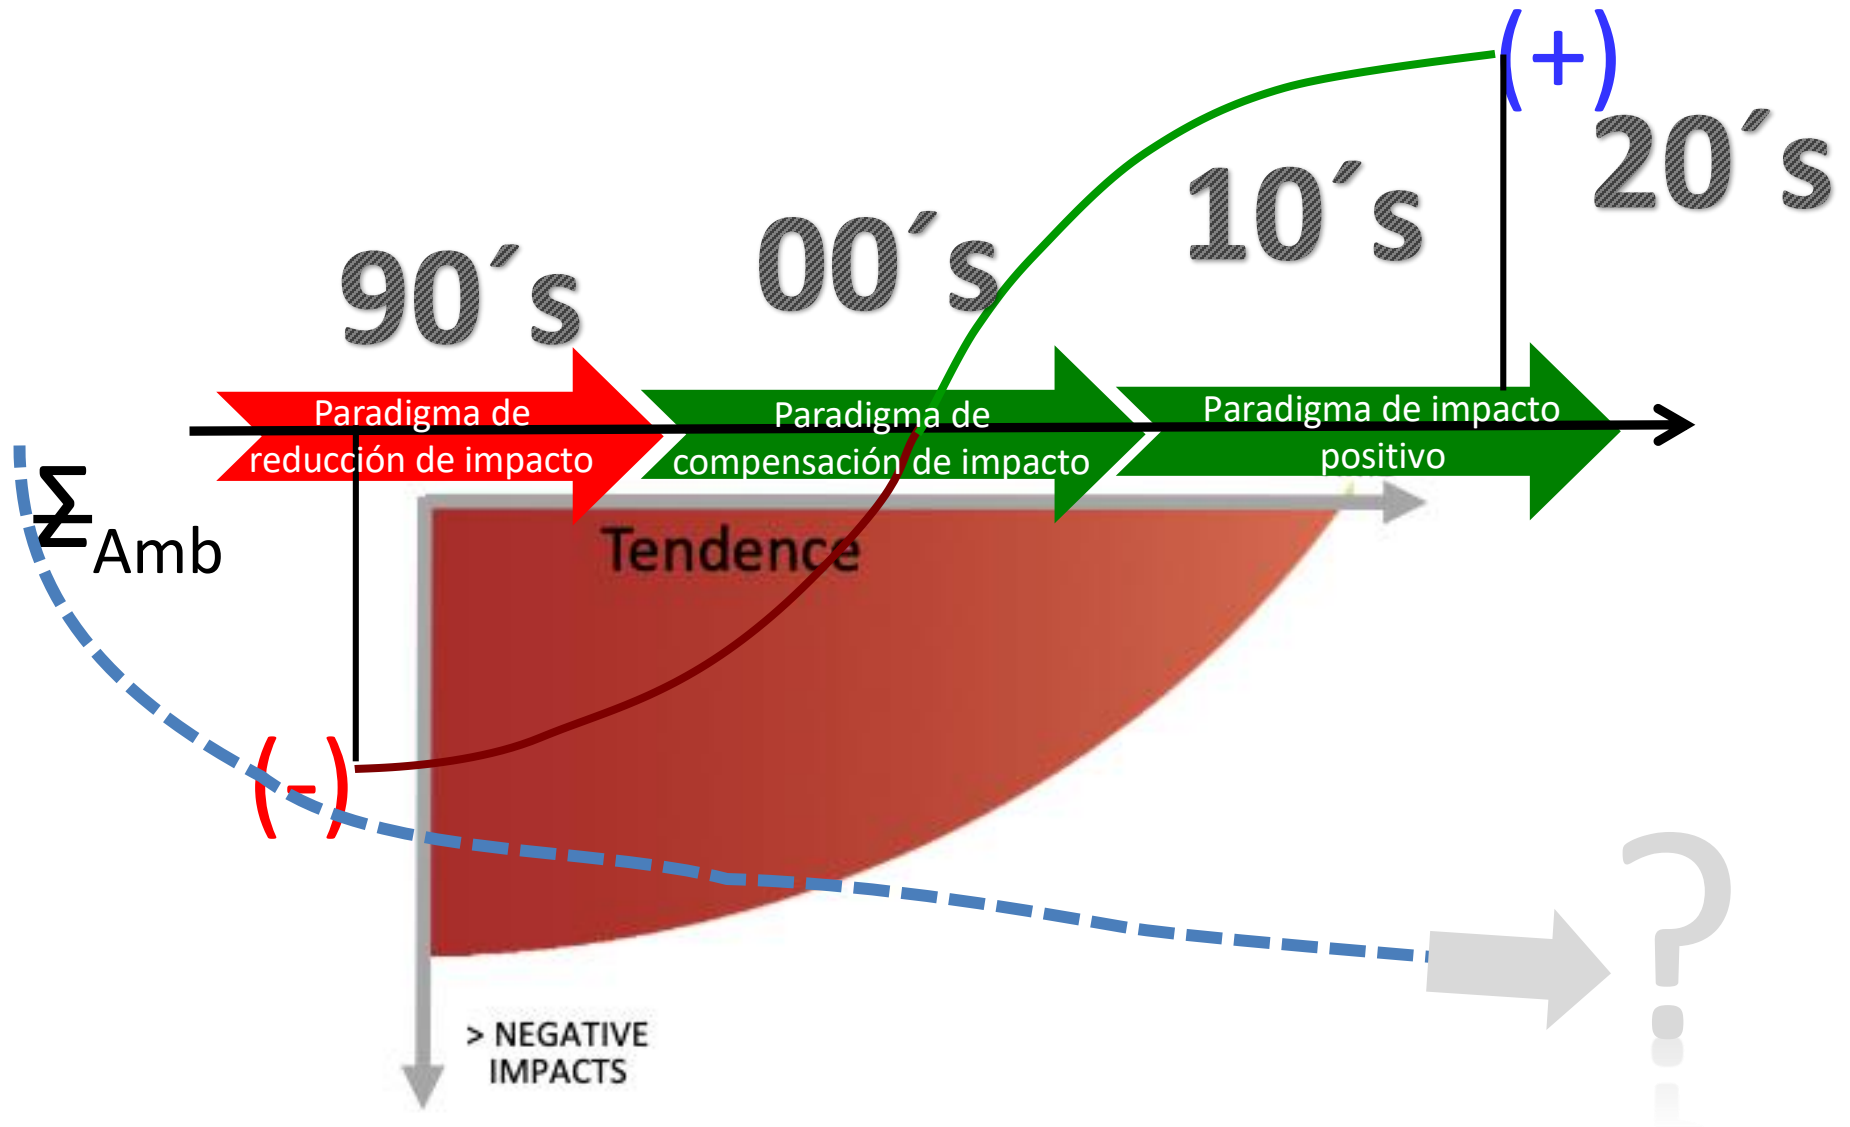 (+)
20´s
10´s
00´s
90´s
Paradigma de
reducción de impacto
Paradigma de
compensación de impacto
Paradigma de impacto
positivo
Σ Amb
Tendence
(-)
?
> NEGATIVE
IMPACTS